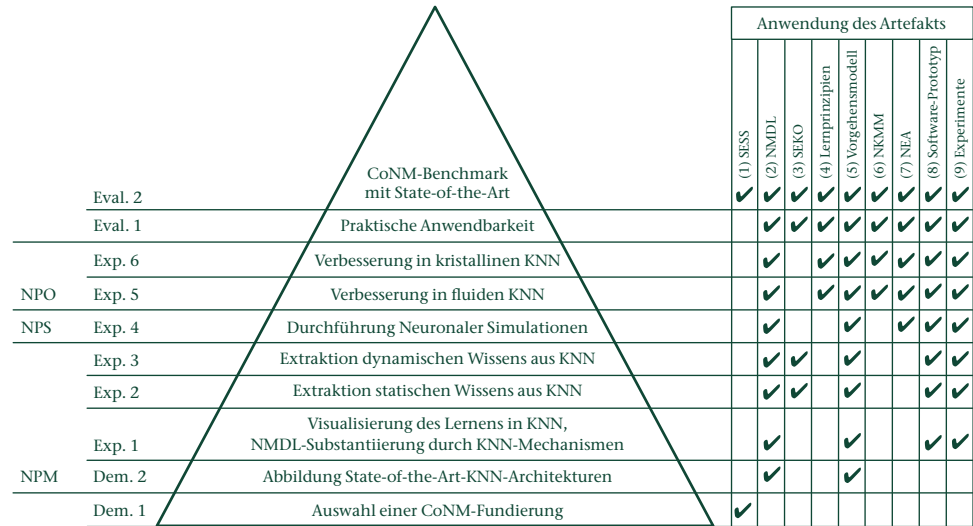 Anwendung des Artefakts
(1) SESS
(2) NMDL
(3) SEKO
(4) Lernprinzipien
(5) Vorgehensmodell
(6) NKMM
(7) NEA
(8) Software-Prototyp
(9) Experimente
CoNM-Benchmark
mit State-of-the-Art
Eval. 2
✔ ✔ ✔ ✔ ✔ ✔ ✔ ✔ ✔
Eval. 1 Praktische Anwendbarkeit
✔ ✔ ✔ ✔ ✔ ✔ ✔ ✔
Exp. 6 Verbesserung in kristallinen KNN
✔ ✔ ✔ ✔ ✔ ✔ ✔
NPO Exp. 5 Verbesserung in fluiden KNN
✔ ✔ ✔ ✔ ✔ ✔ ✔
NPS Exp. 4 Durchführung Neuronaler Simulationen
✔ ✔ ✔ ✔ ✔
Exp. 3 Extraktion dynamischen Wissens aus KNN
✔ ✔ ✔ ✔ ✔
Exp. 2 Extraktion statischen Wissens aus KNN
✔ ✔ ✔ ✔ ✔
Visualisierung des Lernens in KNN,
Exp. 1 NMDL-Substantiierung durch KNN-Mechanismen
✔ ✔ ✔ ✔
NPM Dem. 2 Abbildung State-of-the-Art-KNN-Architekturen
✔ ✔
Dem. 1 Auswahl einer CoNM-Fundierung
✔